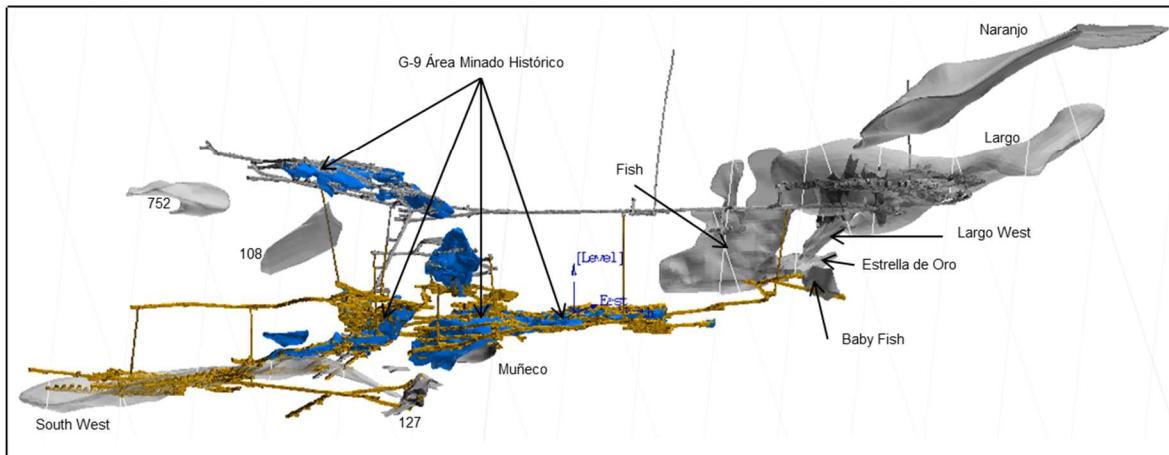 Naranjo
G-9 Área Minado Histórico
Largo
Fish
752
Largo West
108
Estrella de Oro
[Level]
East
Baby Fish
Muñeco
127
South West